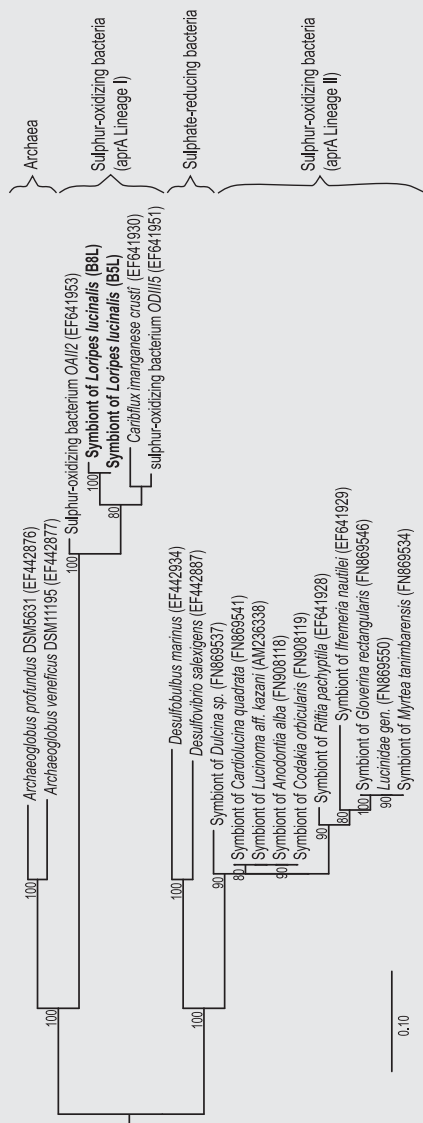 Archaeoglobus profundus DSM5631 (EF442876)
Archaeoglobus veneficus DSM11195 (EF442877)
Sulphur-oxidizing bacterium OAII2 (EF641953)
Symbiont of Loripes lucinalis (B8L)
Symbiont of Loripes lucinalis (B5L)
Caribflux imanganese crusti (EF641930)
sulphur-oxidizing bacterium ODIII5 (EF641951)
Desulfobulbus marinus (EF442934)
Desulfovibrio salexigens (EF442887)
Symbiont of Dulcina sp. (FN869537)
Symbiont of Cardiolucina quadrata (FN869541)
Symbiont of Lucinoma aff. kazani (AM236338)
Symbiont of Anodontia alba (FN908118)
Symbiont of Codakia orbicularis (FN908119)
Symbiont of Riftia pachyptila (EF641928)
Symbiont of Ifremeria nautilei (EF641929)
Symbiont of Gloverina rectangularis (FN869546)
Lucinidae gen. (FN869550)
Symbiont of Myrtea tanimbarensis (FN869534)
Archaea
Sulphur-oxidizing bacteria
(aprA Lineage I)
Sulphate-reducing bacteria
Sulphur-oxidizing bacteria
(aprA Lineage II)
100
100
100
100
80
100
100
90
80
90
90
80
100
90
0.10